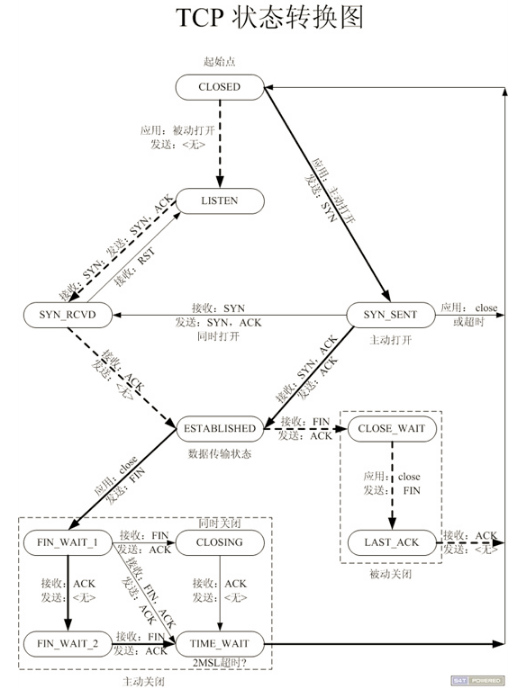 TCP 状态转换图
起始点
CLOSED
应用：被动打开
发送：<无>
应用：主动打开
发送：SYN
LISTEN
接收：SYN；发送：SYN，ACK
接收：RST
SYN_RCVD
接收：SYN
发送：SYN，ACK
同时打开
SYN_SENT
主动打开
应用：close
或超时
接收：ACK
发送：<无>
接收：SYN，ACK
发送：ACK
ESTABLISHED
数据传输状态
接收：FIN
发送：ACK
CLOSE_WAIT
应用：close
发送：FIN
应用：close
发送：FIN
LAST_ACK
接收：ACK
发送：<无>
被动关闭
同时关闭
FIN_WAIT_1
接收：FIN
发送：ACK
CLOSING
接收：ACK
发送：<无>
接收：FIN，ACK
发送：ACK
接收：ACK
发送：<无>
FIN_WAIT_2
接收：FIN
发送：ACK
TIME_WAIT
2MSL超时?
主动关闭
POWERED